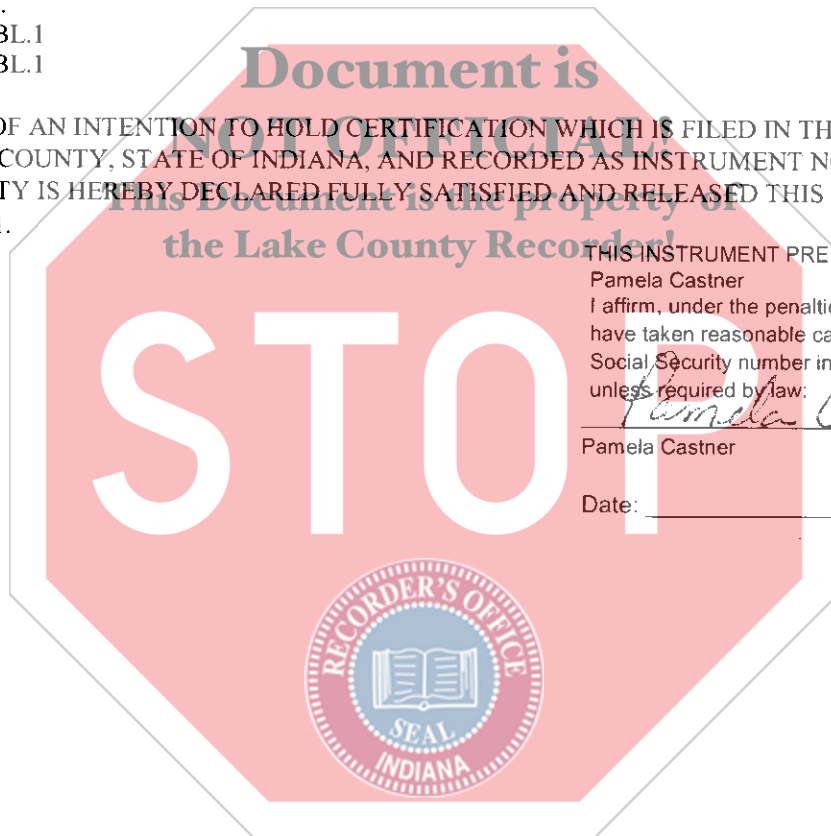 BL.1
BL.1
Document is
OF AN INTENTION TO HOLD CERTIFICATION WHICH IS FILED IN TH
NOT OFFICIAL!
COUNTY, STATE OF INDIANA, AND RECORDED AS INSTRUMENT N
TY IS HEREBY DECLARED FULLY SATISFIED AND RELEASED THIS
This Document is the property of
the Lake County Recorder!
THIS INSTRUMENT PRE
Pamela Castner
I affirm, under the penaltie
have taken reasonable ca
Social Security number in
unless required by law:
Pamela C
Pamela Castner
Date:
STOP
RECORDER'S OFFICE
SEAL
INDIANA